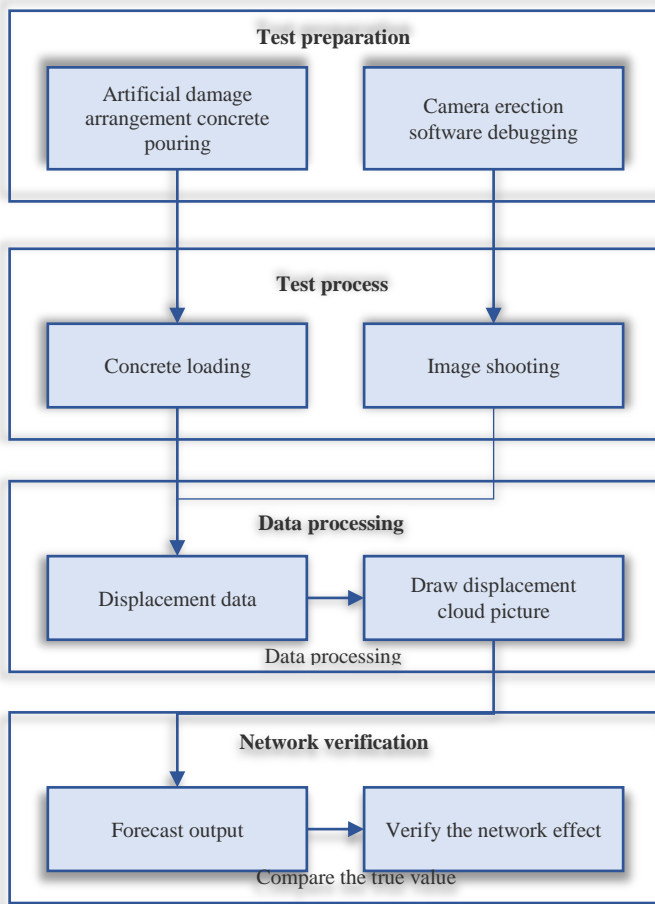 Test preparation
Artificial damage
arrangement concrete
pouring
Camera erection
software debugging
Test process
Concrete loading
Image shooting
Data processing
Displacement data
Draw displacement
cloud picture
Data processing
Network verification
Forecast output
Verify the network effect
Compare the true value